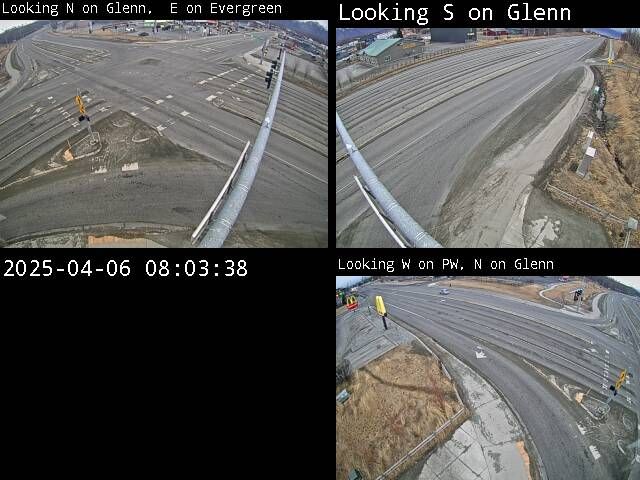 Looking N on Glenn,  E on Evergreen
Looking S on Glenn
2025-04-06 08:03:38
Looking W on PW, N on Glenn